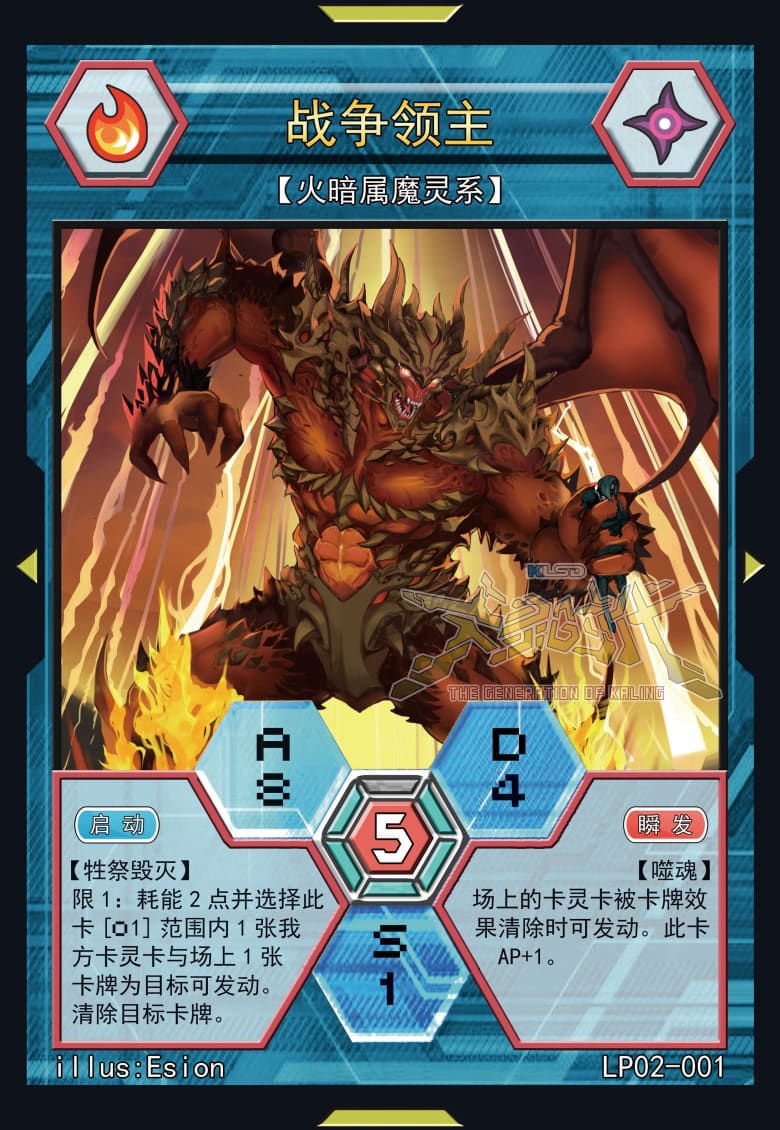 战争领主
【火暗属魔灵系】
KLSD
卡灵时代
THE GENERATION OF KALING
A
8
D
4
5
S
1
启动
【牲祭毁灭】
限1：耗能2点并选择此
卡[O1]范围内1张我
方卡灵卡与场上1张
卡牌为目标可发动。
清除目标卡牌。
瞬发
【噬魂】
场上的卡灵卡被卡牌效
果清除时可发动。此卡
AP+1。
illus:Esion
LP02-001